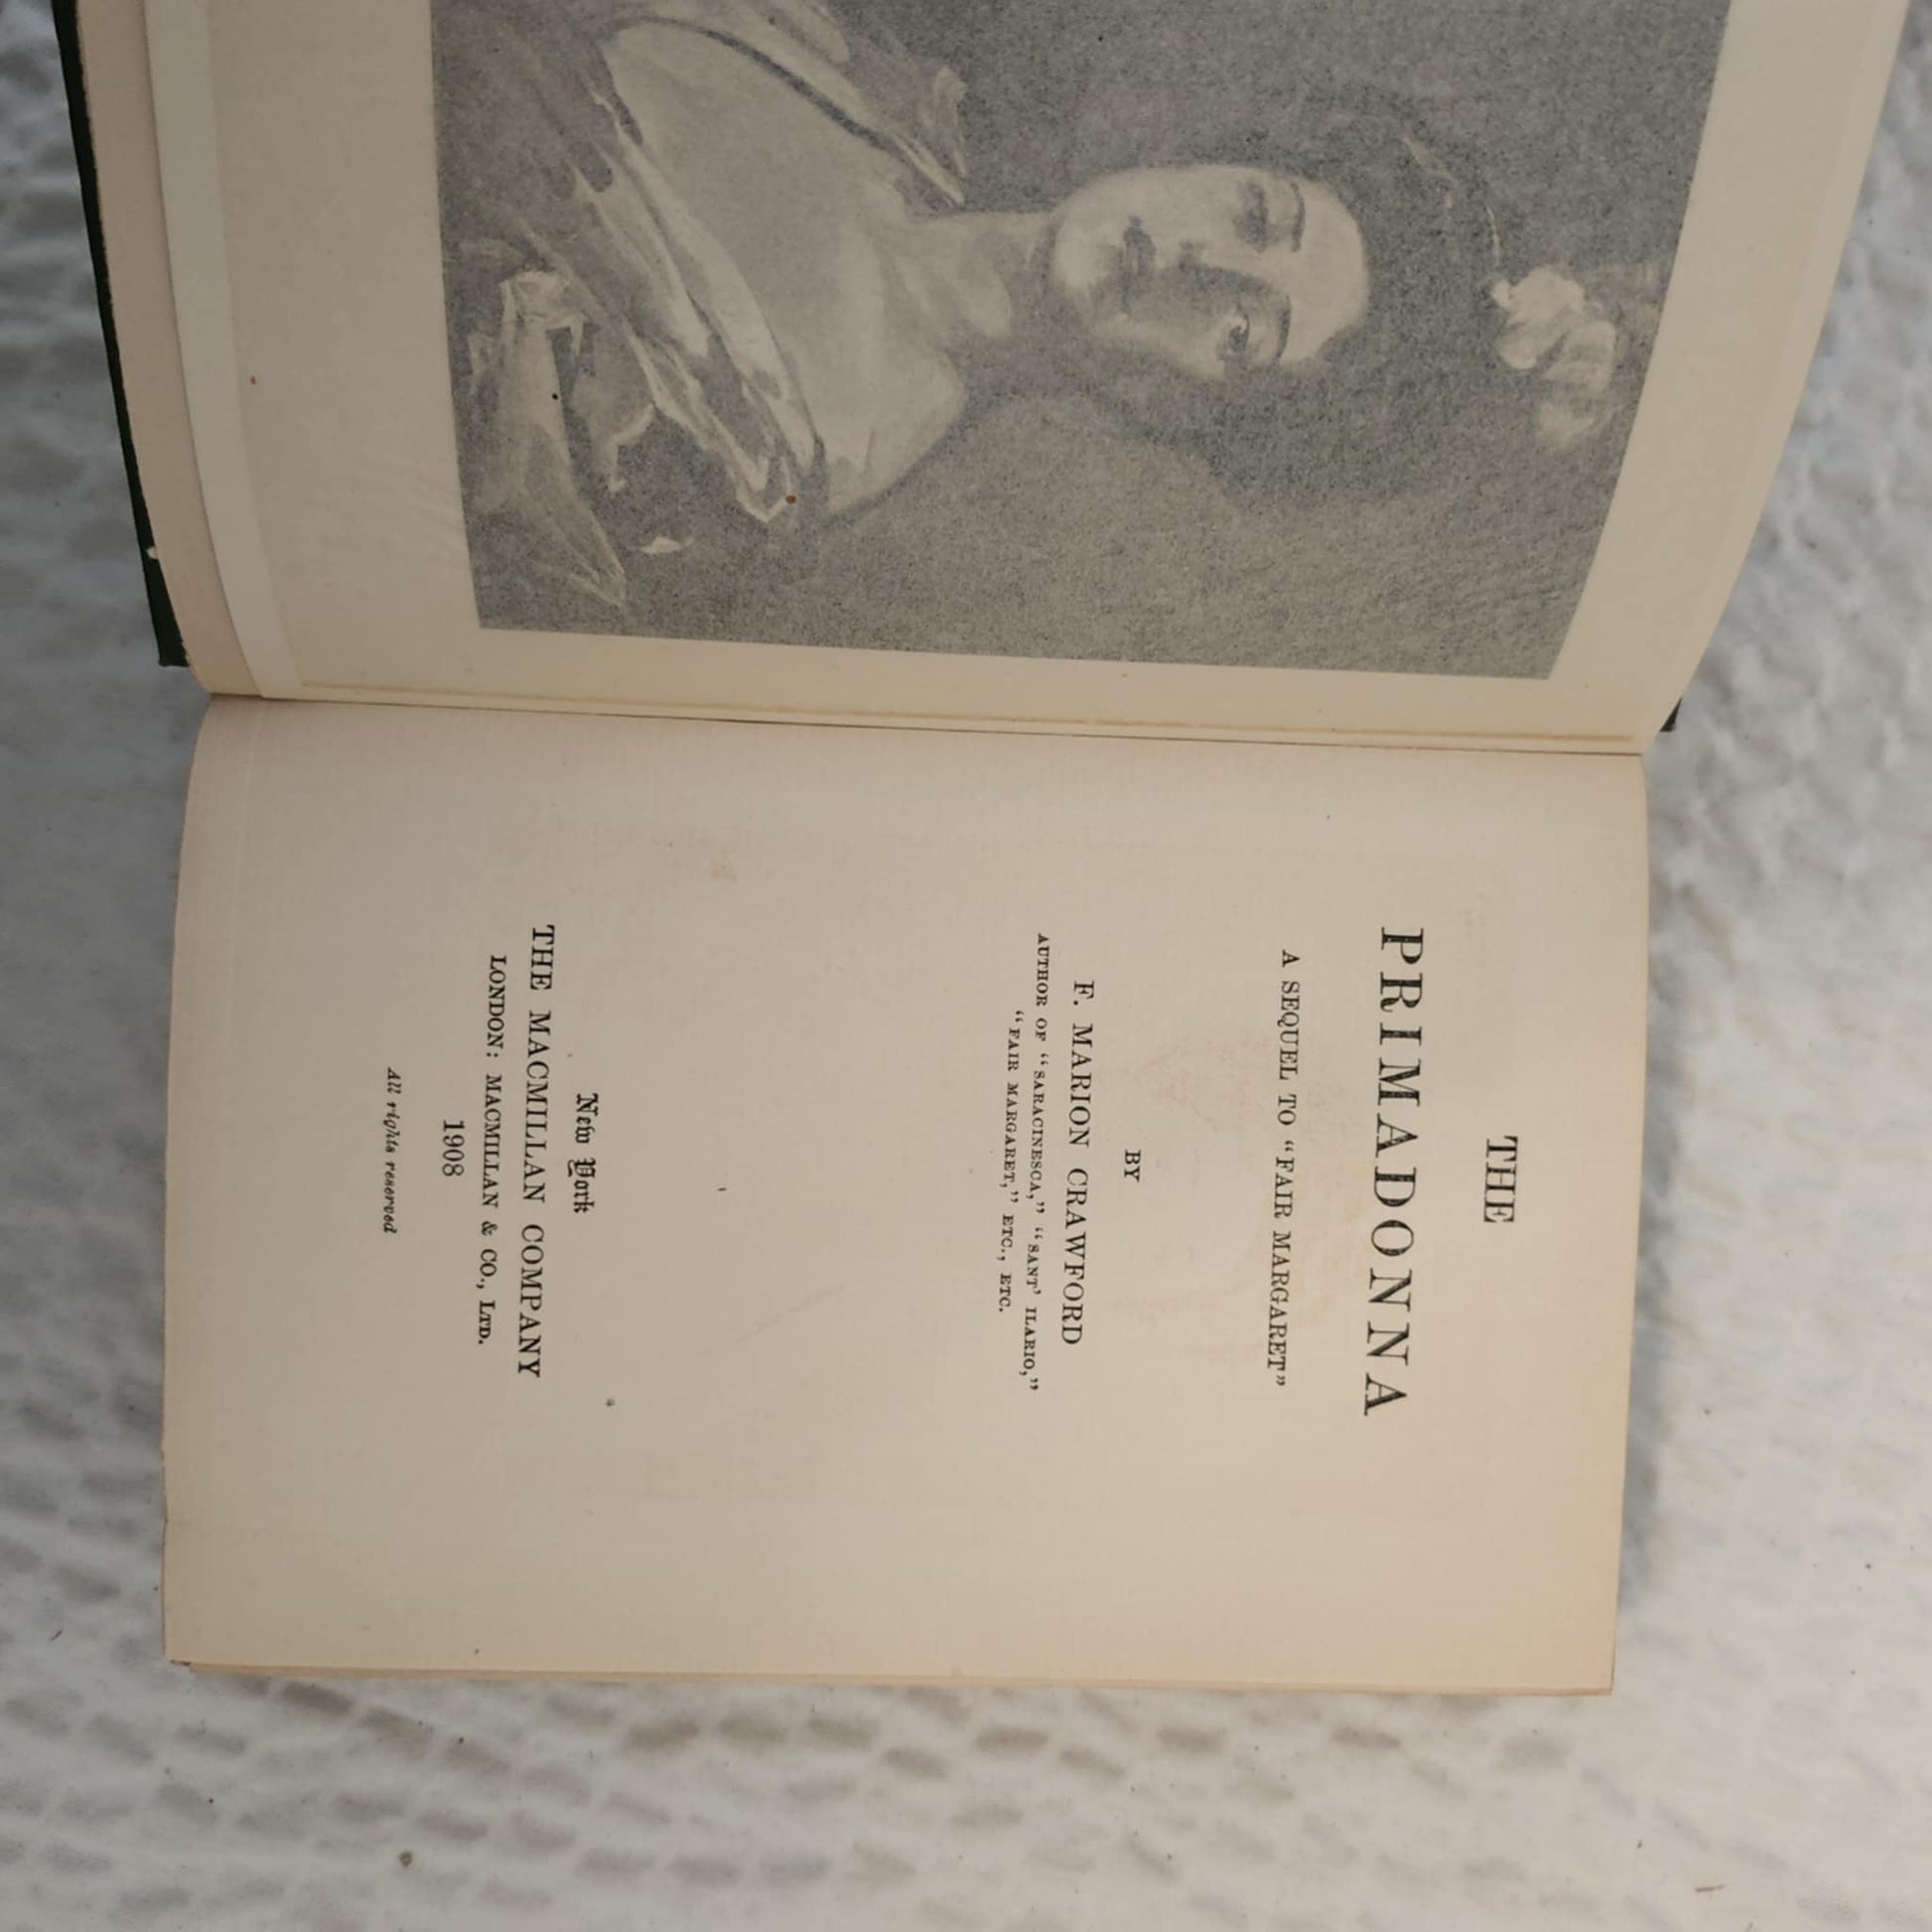 THE
PRIMADONNA
A SEQUEL TO “FAIR MARGARET”
BY
F. MARION CRAWFORD
AUTHOR OF “SARACINESCA,” “SANT’ ILARIO,”
“FAIR MARGARET,” ETC., ETC.
New York
THE MACMILLAN COMPANY
LONDON: MACMILLAN & CO., LTD.
1908
All rights reserved